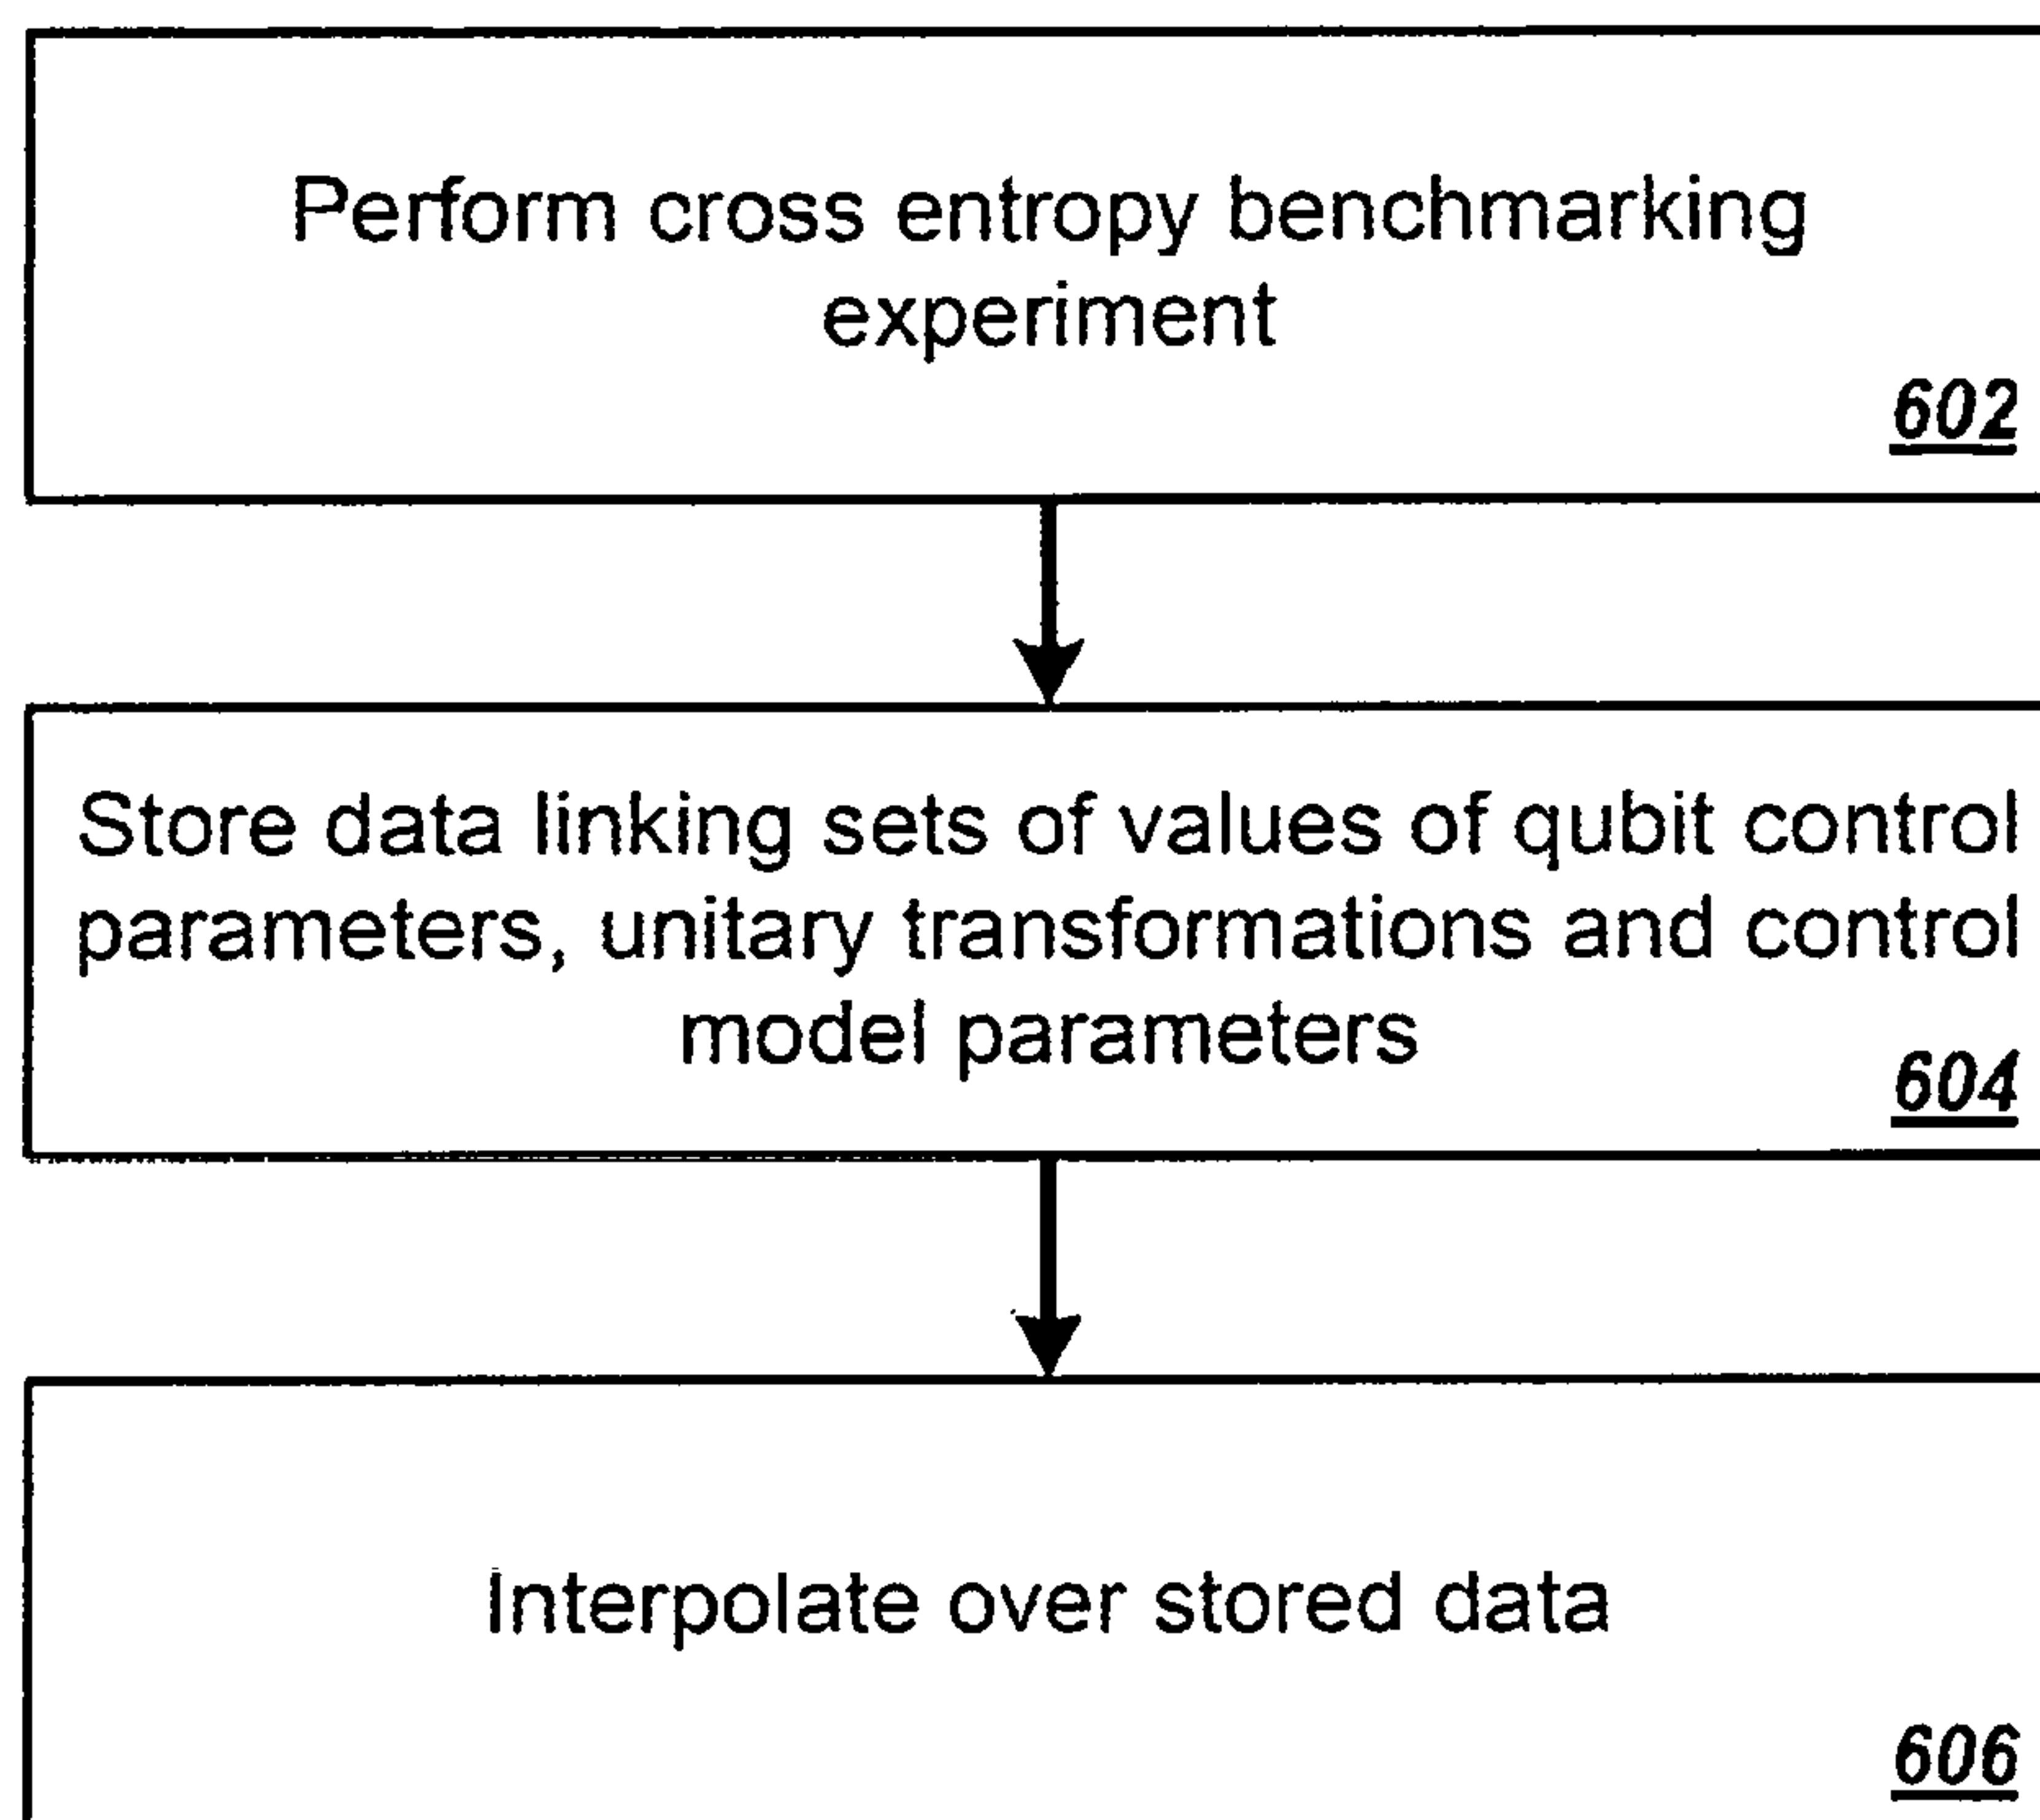 Perform cross entropy benchmarking
experiment
602
Store data linking sets of values of qubit control
parameters, unitary transformations and control
model parameters
604
Interpolate over stored data
606